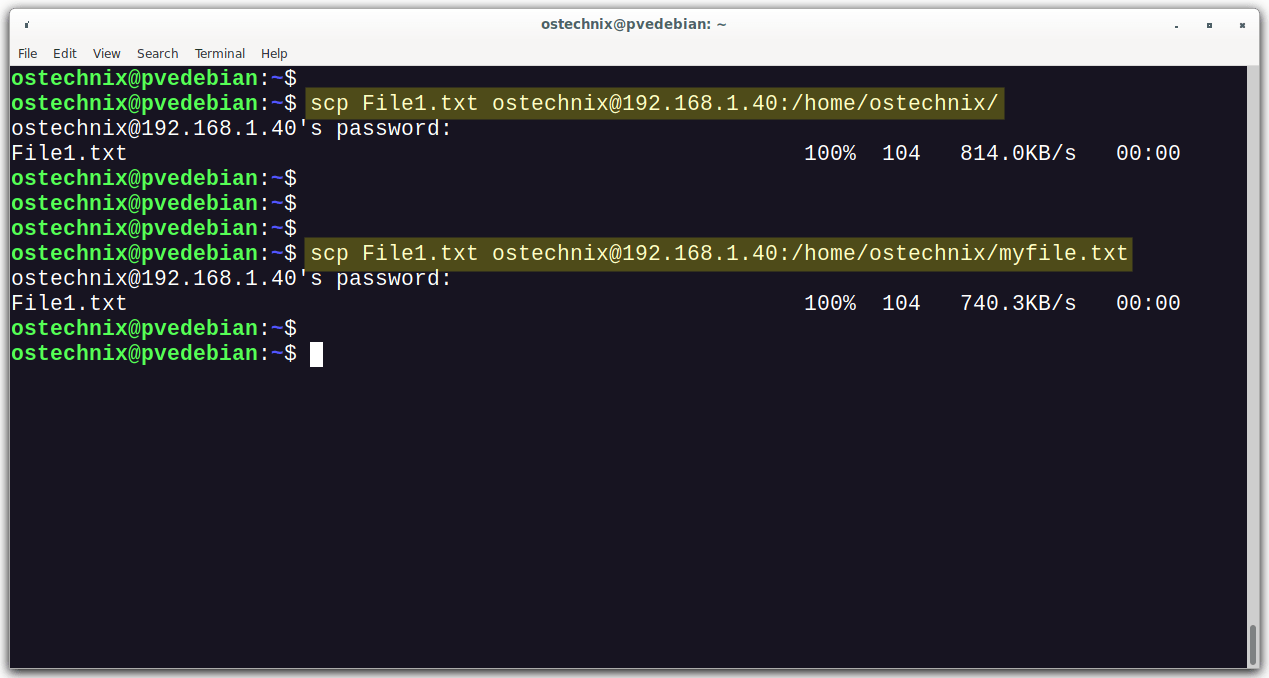 ostechnix@pvedebian: ~
File Edit View Search Terminal Help
ostechnix@pvedebian:~$
ostechnix@pvedebian:~$ scp File1.txt ostechnix@192.168.1.40:/home/ostechnix/
ostechnix@192.168.1.40's password:
File1.txt 100% 104 814.0KB/s 00:00
ostechnix@pvedebian:~$
ostechnix@pvedebian:~$
ostechnix@pvedebian:~$
ostechnix@pvedebian:~$ scp File1.txt ostechnix@192.168.1.40:/home/ostechnix/myfile.txt
ostechnix@192.168.1.40's password:
File1.txt 100% 104 740.3KB/s 00:00
ostechnix@pvedebian:~$
ostechnix@pvedebian:~$